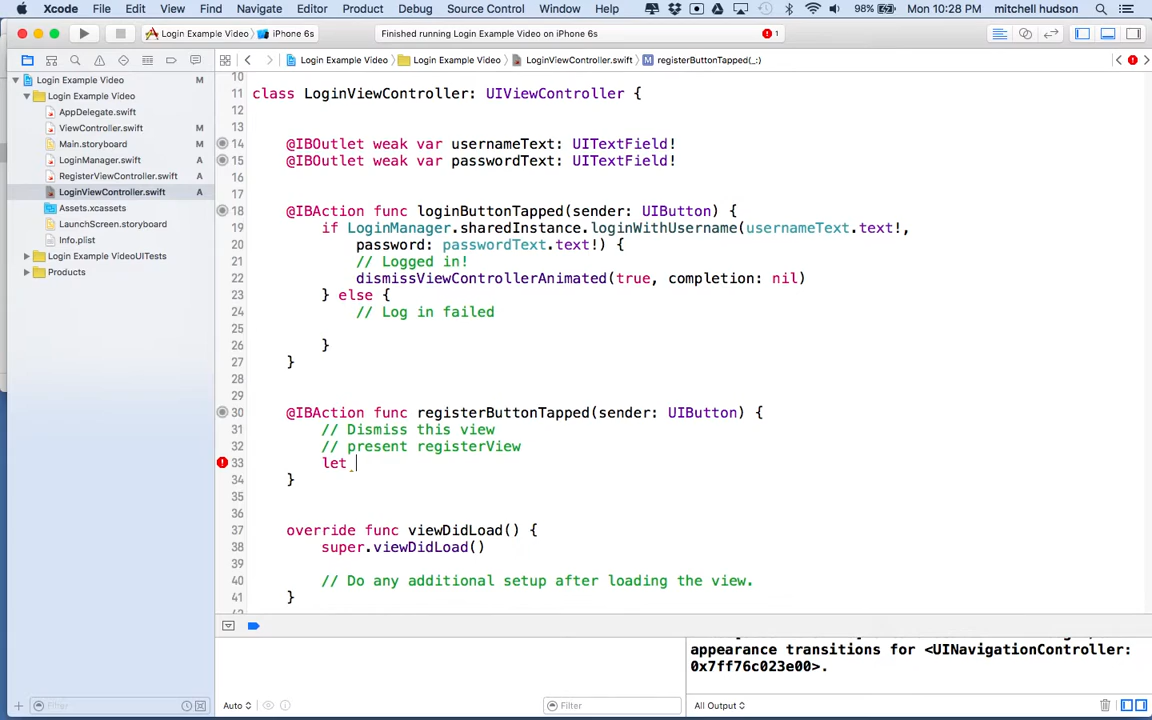 Xcode File Edit View Find Navigate Editor Product Debug Source Control Window Help 98% Mon 10:28 PM mitchell hudson
Login Example Video iPhone 6s Finished running Login Example Video on iPhone 6s 1
Login Example Video Login Example Video LoginViewController.swift M registerButtonTapped(_:)
Login Example Video M
Login Example Video
AppDelegate.swift
ViewController.swift M
Main.storyboard M
LoginManager.swift A
RegisterViewController.swift A
LoginViewController.swift A
Assets.xcassets
LaunchScreen.storyboard
Info.plist
Login Example VideoUITests
Products
10
11 class LoginViewController: UIViewController {
12
13
14 @IBOutlet weak var usernameText: UITextField!
15 @IBOutlet weak var passwordText: UITextField!
16
17
18 @IBAction func loginButtonTapped(sender: UIButton) {
19 if LoginManager.sharedInstance.loginWithUsername(usernameText.text!,
20 password: passwordText.text!) {
21 // Logged in!
22 dismissViewControllerAnimated(true, completion: nil)
23 } else {
24 // Log in failed
25
26 }
27 }
28
29
30 @IBAction func registerButtonTapped(sender: UIButton) {
31 // Dismiss this view
32 // present registerView
33 let
34 }
35
36
37 override func viewDidLoad() {
38 super.viewDidLoad()
39
40 // Do any additional setup after loading the view.
41 }
appearance transitions for <UINavigationController:
0x7ff76c023e00>.
Filter Auto Filter All Output